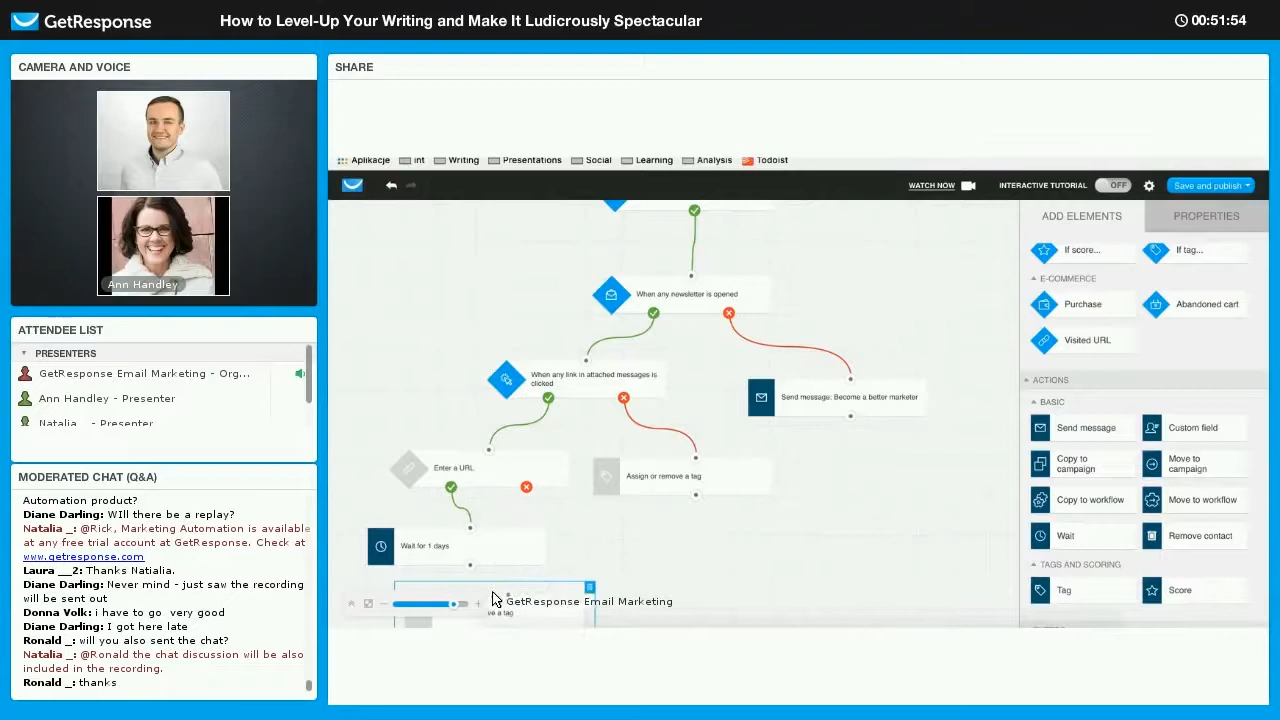 GetResponse
How to Level-Up Your Writing and Make It Ludicrously Spectacular
00:51:54
CAMERA AND VOICE
Ann Handley
ATTENDEE LIST
PRESENTERS
GetResponse Email Marketing - Org...
Ann Handley - Presenter
Natalia _ - Presenter
MODERATED CHAT (Q&A)
Automation product?
Diane Darling: WIll there be a replay?
Natalia _: @Rick, Marketing Automation is available
at any free trial account at GetResponse. Check at
www.getresponse.com
Laura __2: Thanks Natialia.
Diane Darling: Never mind - just saw the recording
will be sent out
Donna Volk: i have to go  very good
Diane Darling: I got here late
Ronald _: will you also sent the chat?
Natalia _: @Ronald the chat discussion will be also
included in the recording.
Ronald _: thanks
SHARE
Aplikacje int Writing Presentations Social Learning Analysis Todoist
WATCH NOW INTERACTIVE TUTORIAL OFF Save and publish
When any newsletter is opened
When any link in attached messages is
clicked
Send message: Become a better marketer
Enter a URL
Assign or remove a tag
Wait for 1 days
GetResponse Email Marketing
ve a tag
ADD ELEMENTS PROPERTIES
If score... If tag...
E-COMMERCE
Purchase Abandoned cart
Visited URL
ACTIONS
BASIC
Send message Custom field
Copy to
campaign
Move to
campaign
Copy to workflow Move to workflow
Wait Remove contact
TAGS AND SCORING
Tag Score